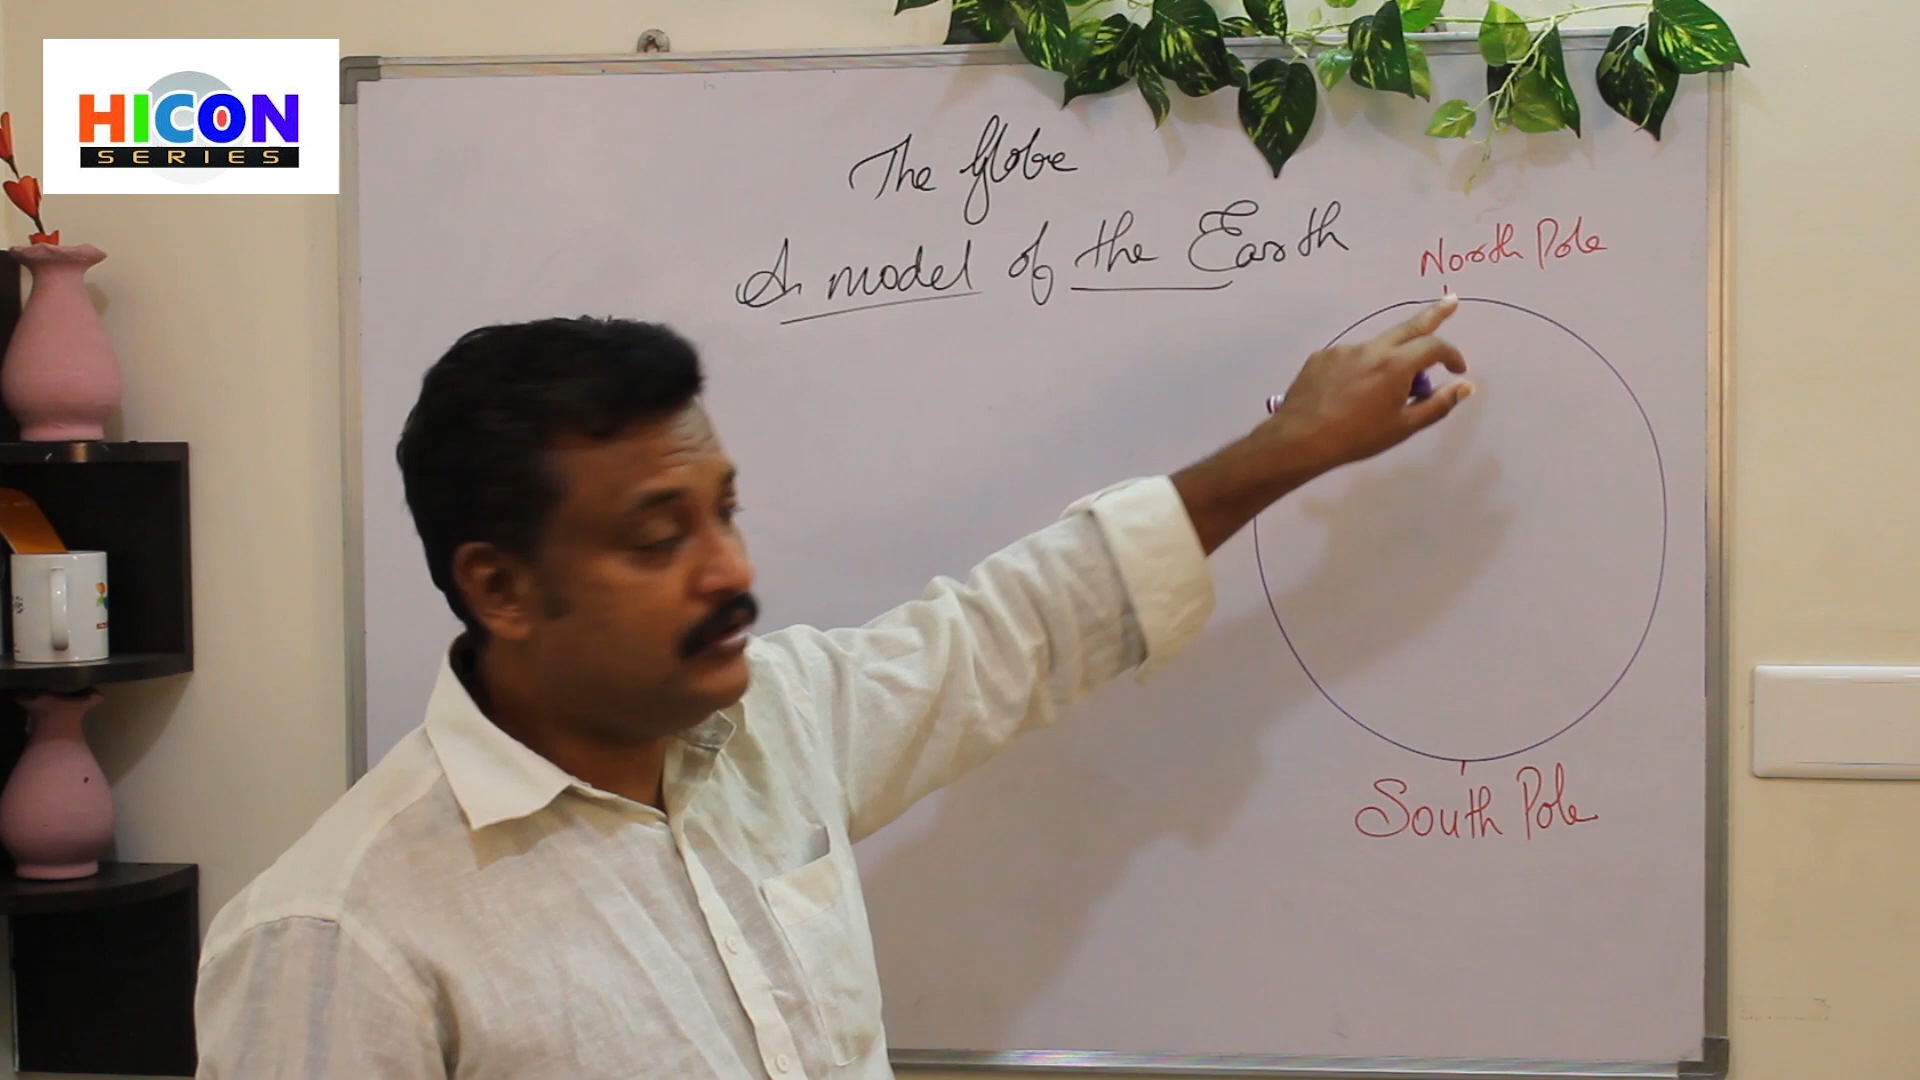 HICON
SERIES
The Globe
A model of the Earth
North Pole
South Pole